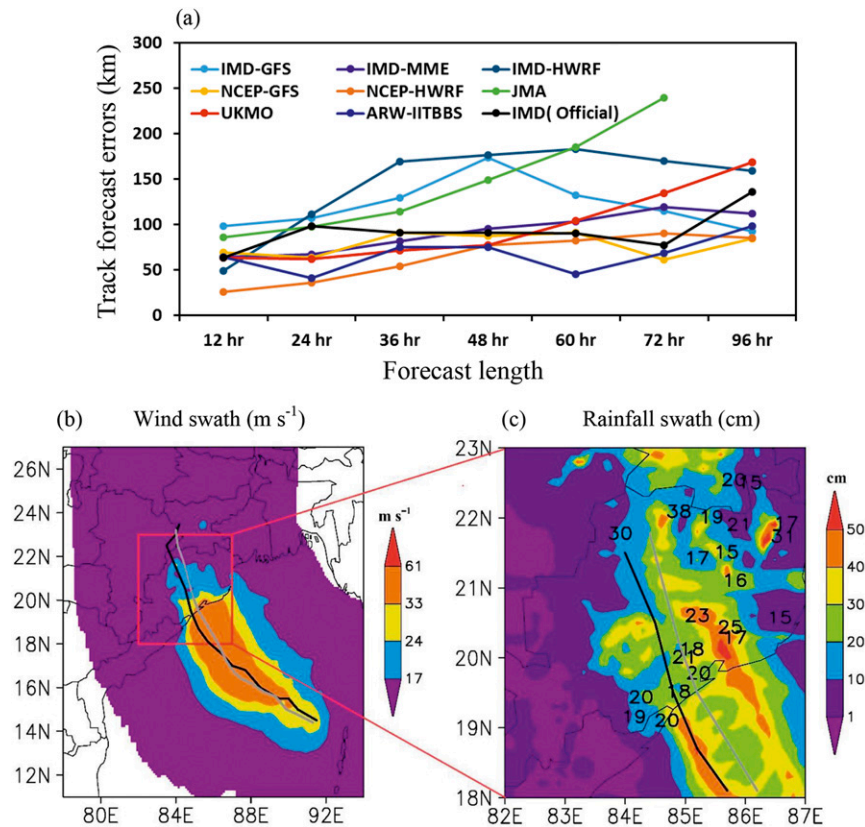 (a)
300
250
200
150
100
50
0
Track forecast errors (km)
IMD-GFS IMD-MME IMD-HWRF
NCEP-GFS NCEP-HWRF JMA
UKMO ARW-IITBBS IMD( Official)
12 hr 24 hr 36 hr 48 hr 60 hr 72 hr 96 hr
Forecast length
(b) Wind swath (m s⁻¹)
26N
24N
22N
20N
18N
16N
14N
12N
80E 84E 88E 92E
m s⁻¹
61
33
24
17
(c) Rainfall swath (cm)
23N
22N
21N
20N
19N
18N
82E 83E 84E 85E 86E 87E
20 15
38 19 21 17
30 31
17 15
16
15
23 25
17
18
21
20
18
20
19 20
cm
50
40
30
20
10
1